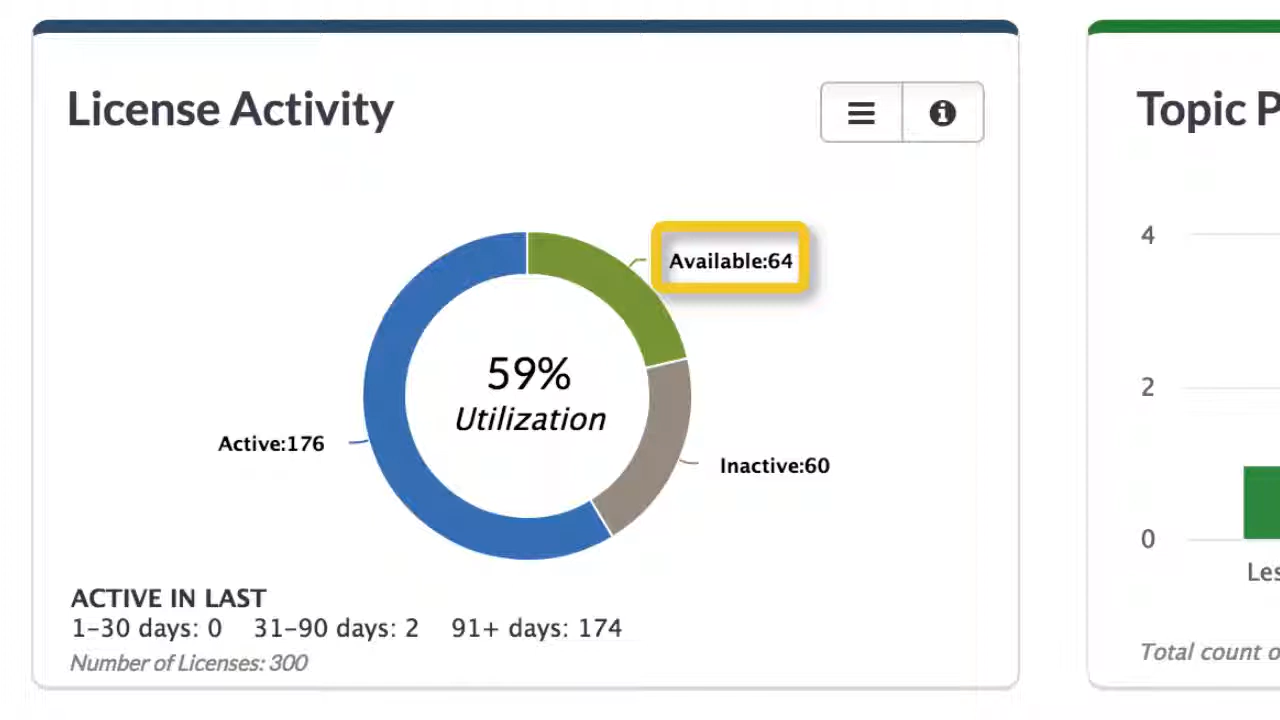 License Activity
Available:64
59%
Utilization
Active:176
Inactive:60
ACTIVE IN LAST
1-30 days: 0 31-90 days: 2 91+ days: 174
Number of Licenses: 300
Topic P
4
2
0
Les
Total count o